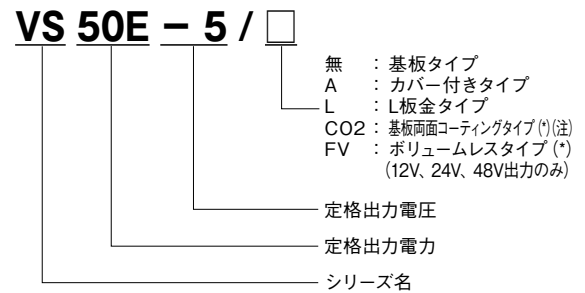 VS 50E − 5 / □
無 : 基板タイプ
A : カバー付きタイプ
L : L板金タイプ
CO2 : 基板両面コーティングタイプ(*)(注)
FV : ボリュームレスタイプ(*)
(12V、24V、48V出力のみ)
定格出力電圧
定格出力電力
シリーズ名